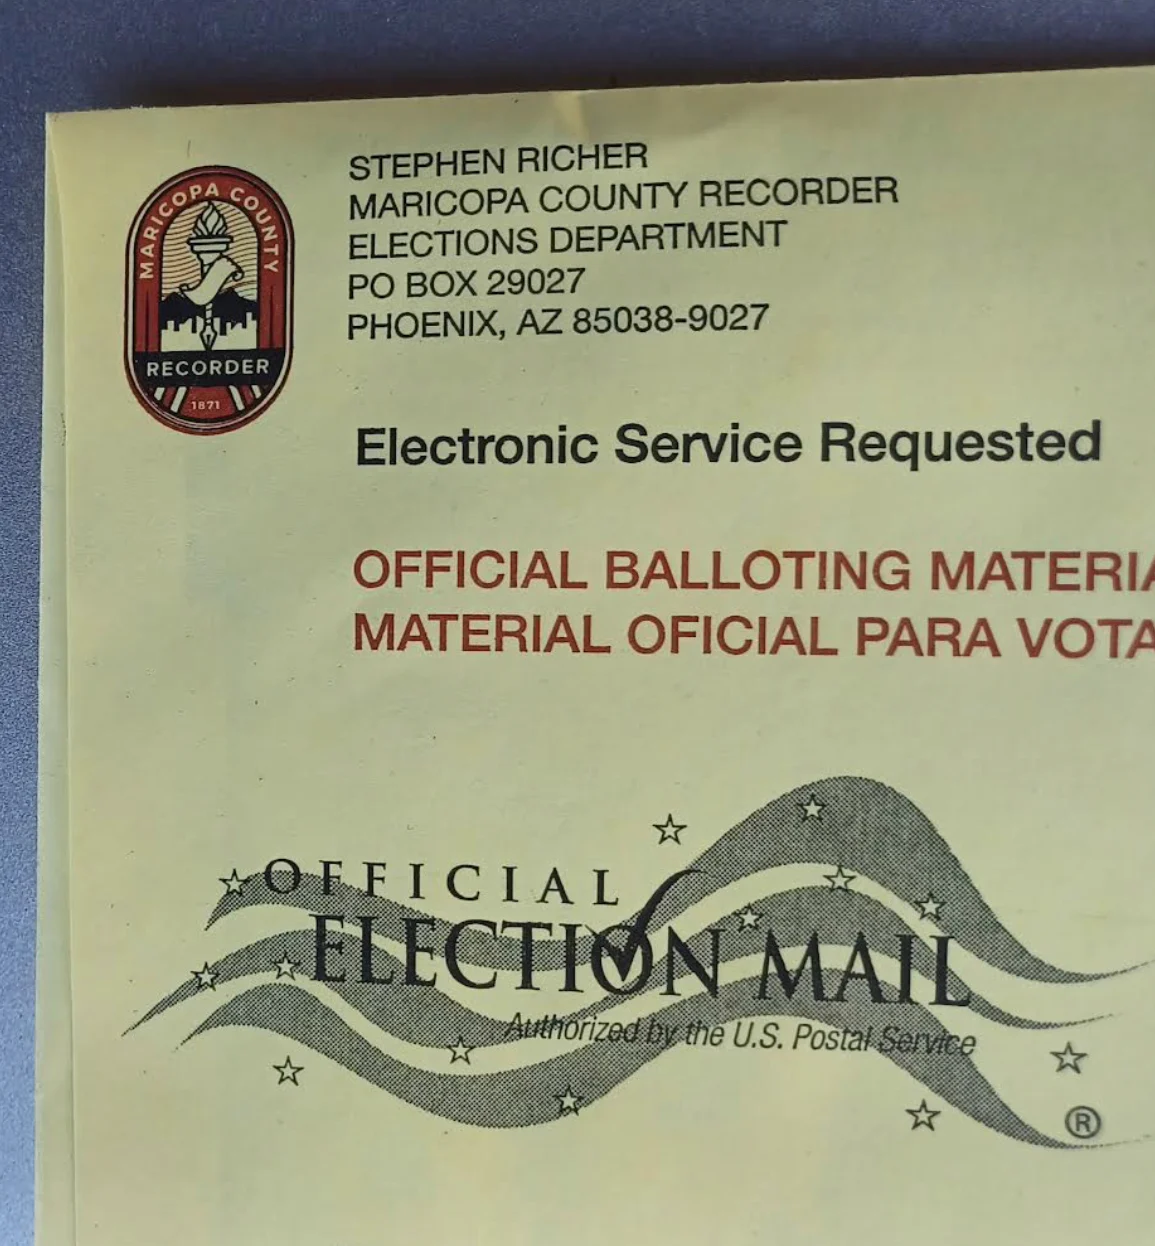 MARICOPA COUNTY
RECORDER
1871
STEPHEN RICHER
MARICOPA COUNTY RECORDER
ELECTIONS DEPARTMENT
PO BOX 29027
PHOENIX, AZ 85038-9027
Electronic Service Requested
OFFICIAL BALLOTING MATERIA
MATERIAL OFICIAL PARA VOTA
OFFICIAL
ELECTION MAIL
Authorized by the U.S. Postal Service
®